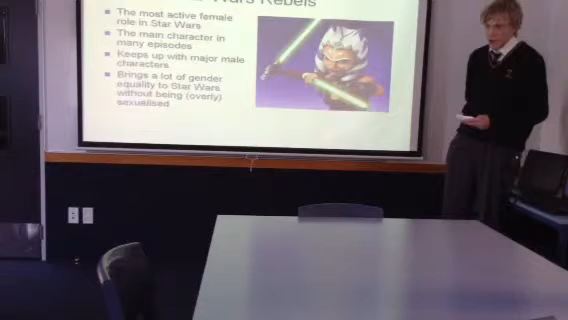 Wars Rebels
The most active female
role in Star Wars
The main character in
many episodes
Keeps up with major male
characters
Brings a lot of gender
equality to Star Wars
without being (overly)
sexualised